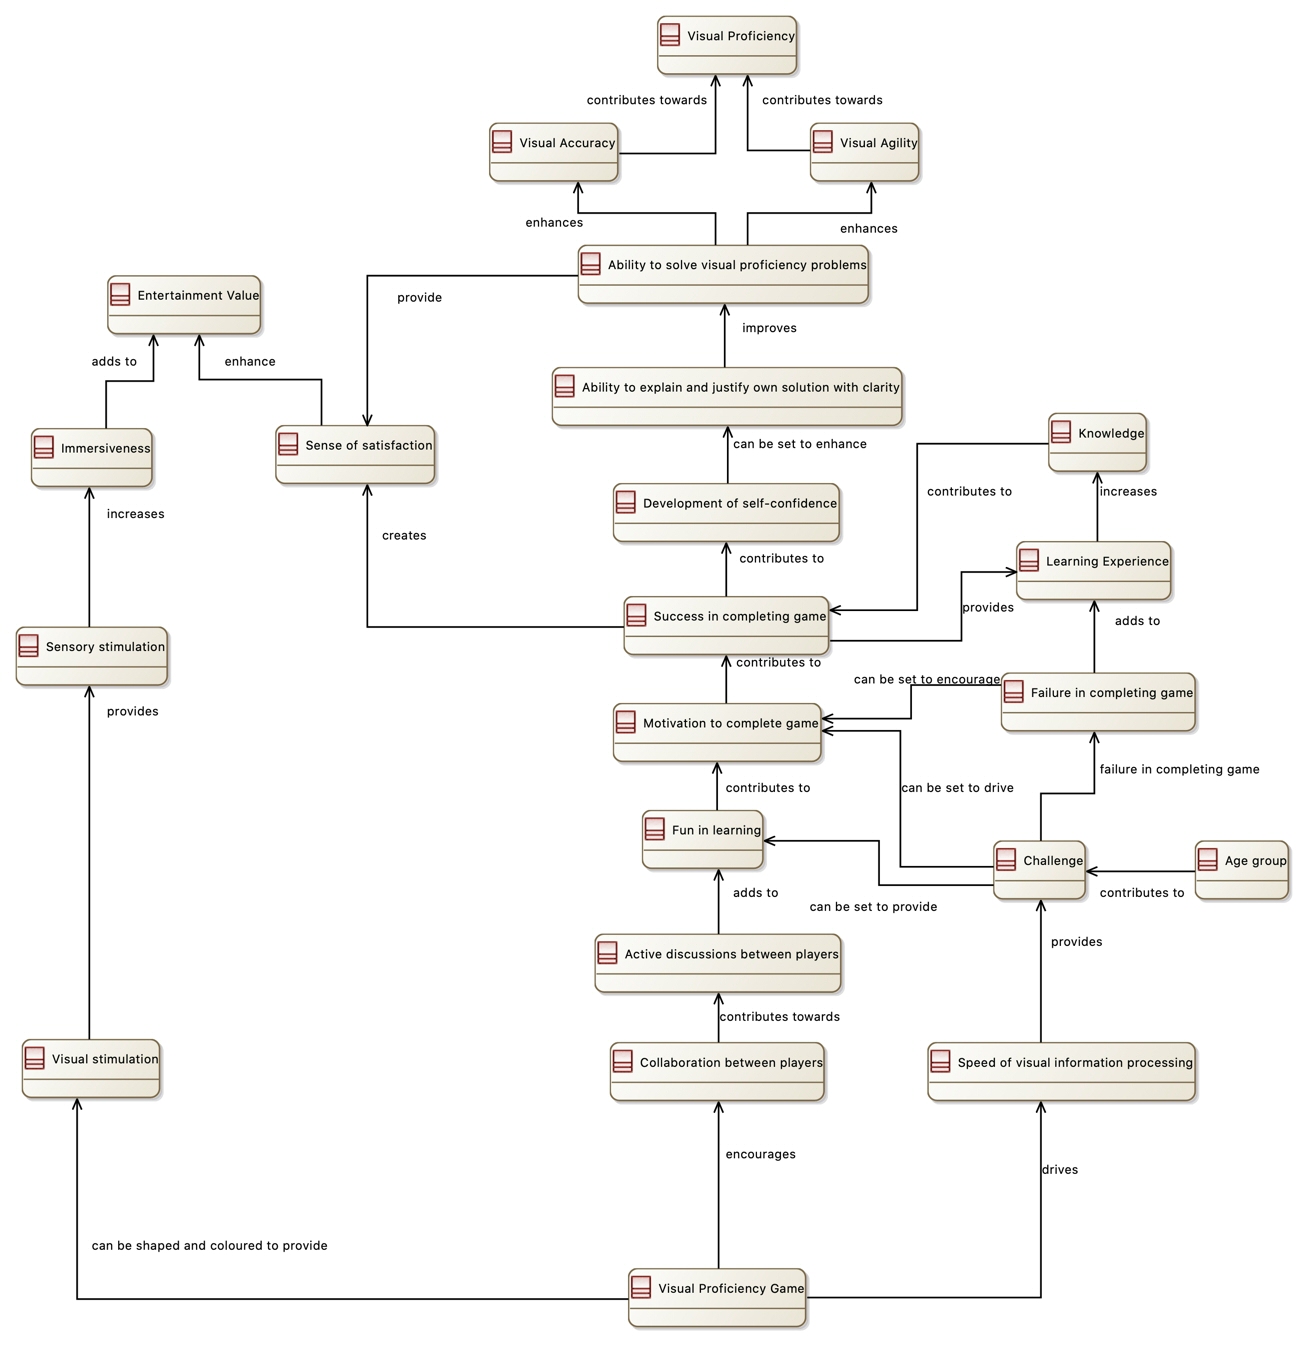 Visual Proficiency
contributes towards
contributes towards
Visual Accuracy
Visual Agility
enhances
enhances
Ability to solve visual proficiency problems
Entertainment Value
provide
improves
adds to
enhance
Ability to explain and justify own solution with clarity
Knowledge
Immersiveness
Sense of satisfaction
can be set to enhance
contributes to
increases
Development of self-confidence
increases
creates
contributes to
Learning Experience
provides
Success in completing game
adds to
Sensory stimulation
contributes to
can be set to encourage
Failure in completing game
provides
Motivation to complete game
failure in completing game
contributes to
can be set to drive
Fun in learning
Challenge
Age group
adds to
can be set to provide
contributes to
Active discussions between players
provides
contributes towards
Visual stimulation
Collaboration between players
Speed of visual information processing
encourages
drives
can be shaped and coloured to provide
Visual Proficiency Game